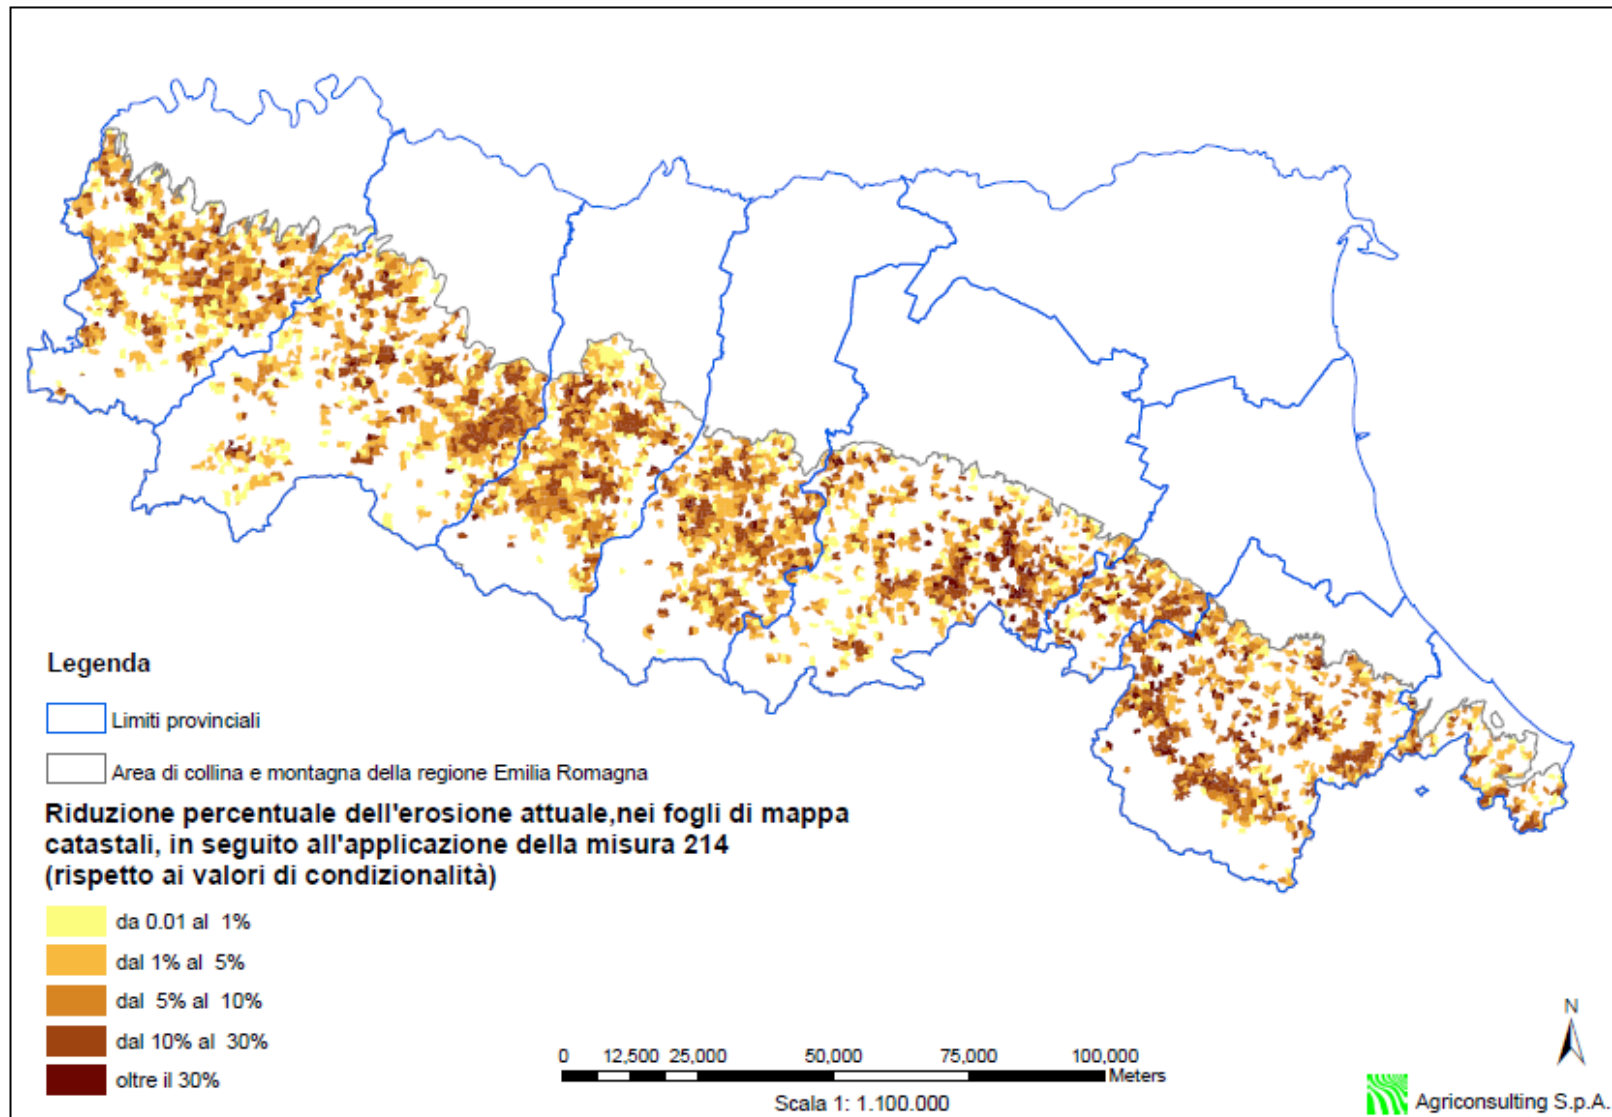 Legenda
Limiti provinciali
Area di collina e montagna della regione Emilia Romagna
Riduzione percentuale dell'erosione attuale,nei fogli di mappa
catastali, in seguito all'applicazione della misura 214
(rispetto ai valori di condizionalità)
da 0.01 al 1%
dal 1% al 5%
dal 5% al 10%
dal 10% al 30%
oltre il 30%
0 12,500 25,000 50,000 75,000 100,000
Meters
Scala 1: 1.100.000
N
Agriconsulting S.p.A.